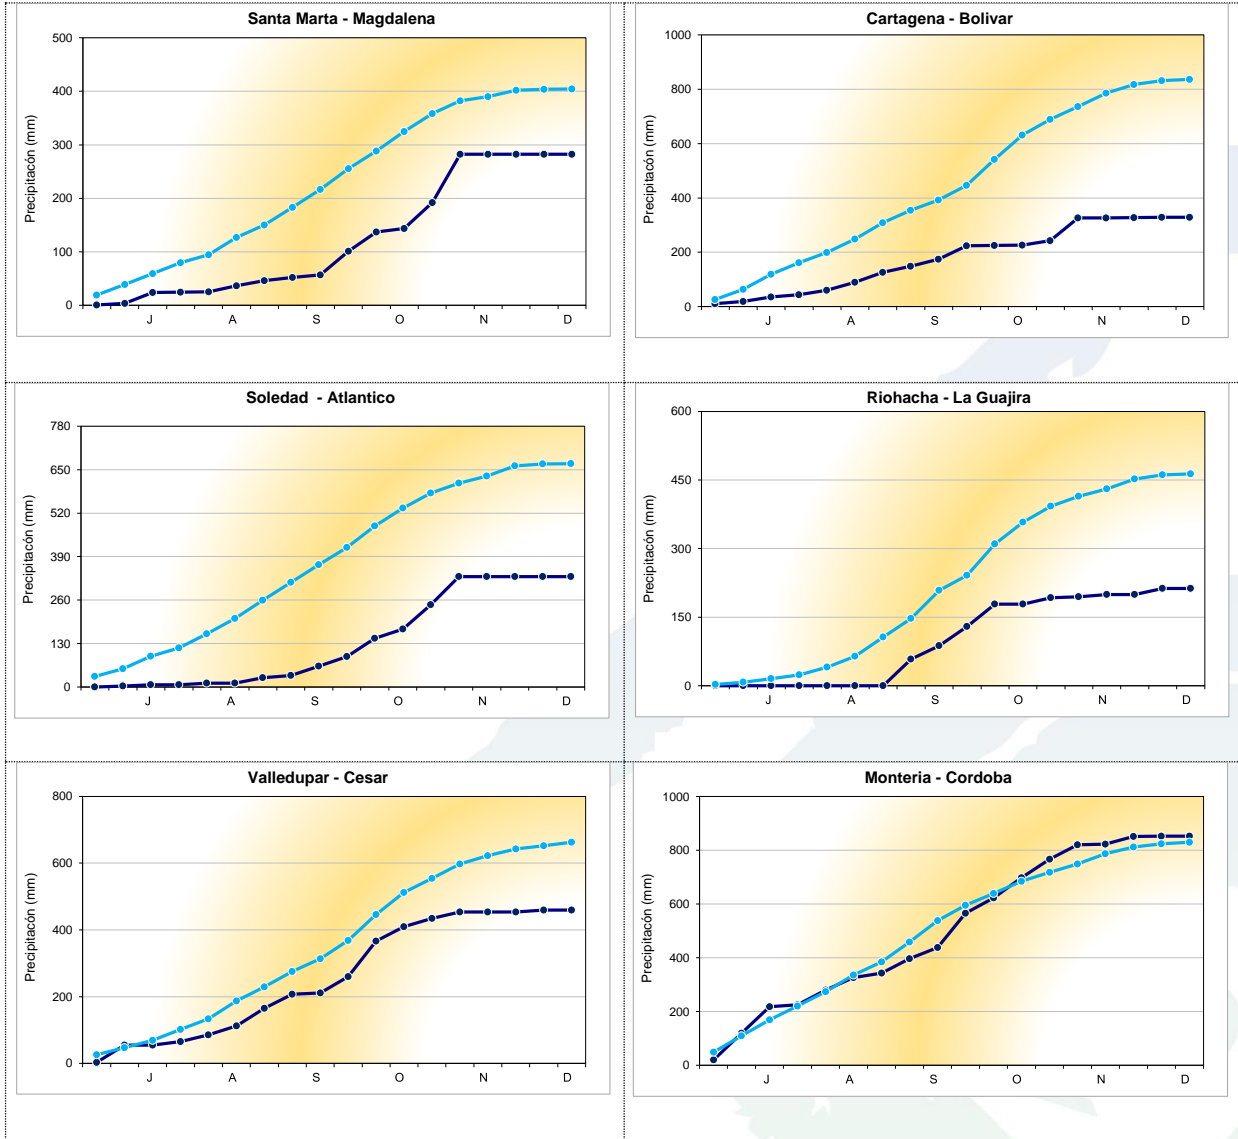 Santa Marta - Magdalena
Precipitacón (mm)
500
400
300
200
100
0
J A S O N D
Cartagena - Bolivar
Precipitacón (mm)
1000
800
600
400
200
0
J A S O N D
Soledad - Atlantico
Precipitacón (mm)
780
650
520
390
260
130
0
J A S O N D
Riohacha - La Guajira
Precipitacón (mm)
600
450
300
150
0
J A S O N D
Valledupar - Cesar
Precipitacón (mm)
800
600
400
200
0
J A S O N D
Monteria - Cordoba
Precipitacón (mm)
1000
800
600
400
200
0
J A S O N D